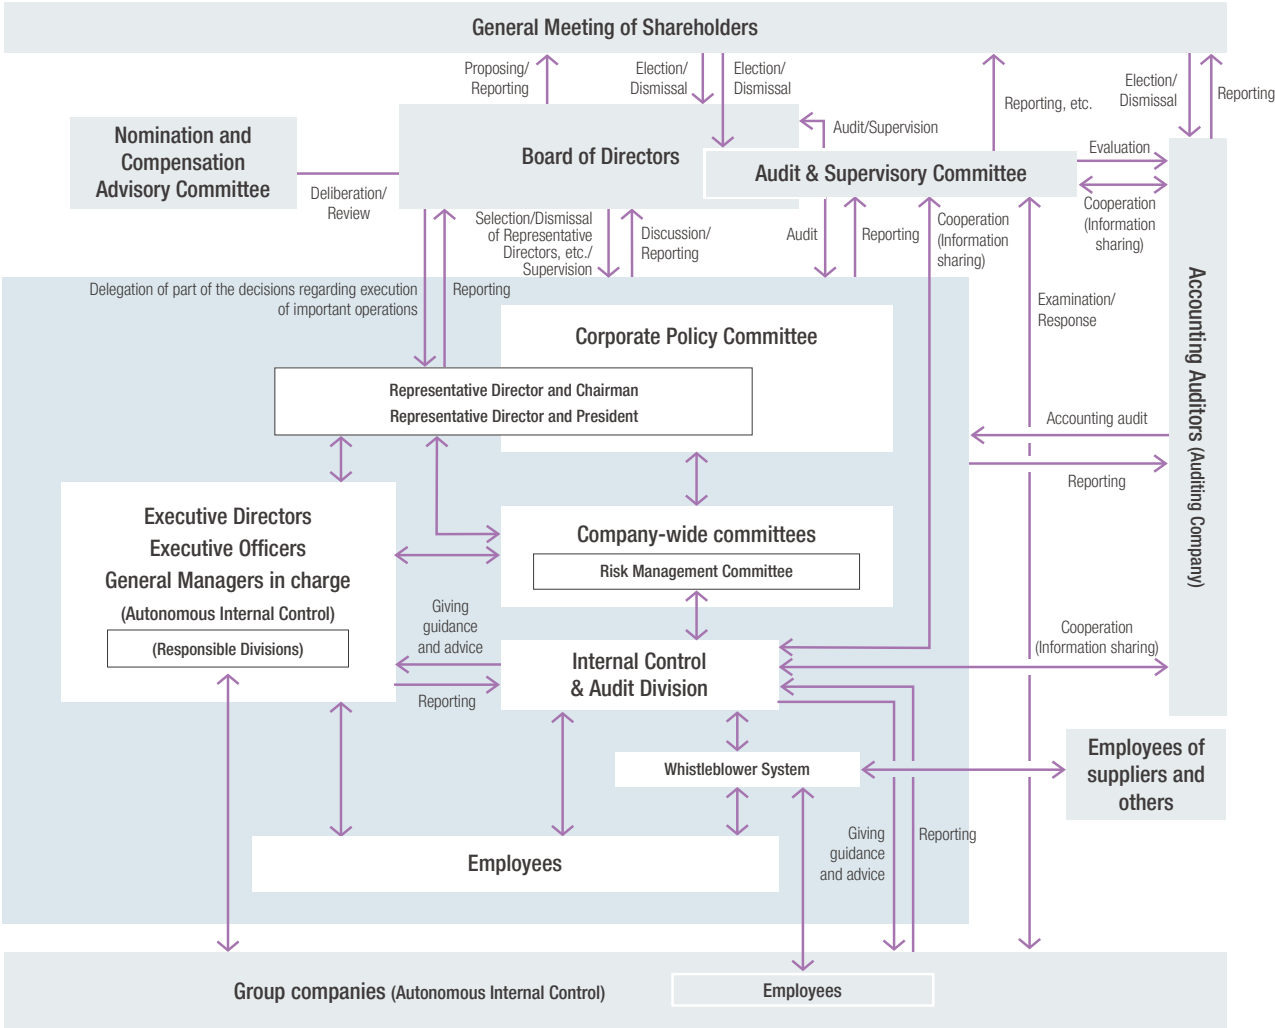 General Meeting of Shareholders
Proposing/
Reporting
Election/
Dismissal
Election/
Dismissal
Reporting, etc.
Election/
Dismissal
Reporting
Nomination and
Compensation
Advisory Committee
Deliberation/
Review
Board of Directors
Audit/Supervision
Audit & Supervisory Committee
Evaluation
Cooperation
(Information
sharing)
Selection/Dismissal
of Representative
Directors, etc./
Supervision
Discussion/
Reporting
Audit
Reporting
Cooperation
(Information
sharing)
Examination/
Response
Accounting Auditors (Auditing Company)
Delegation of part of the decisions regarding execution
of important operations
Reporting
Corporate Policy Committee
Representative Director and Chairman
Representative Director and President
Accounting audit
Reporting
Executive Directors
Executive Officers
General Managers in charge
(Autonomous Internal Control)
(Responsible Divisions)
Company-wide committees
Risk Management Committee
Giving
guidance
and advice
Reporting
Internal Control
& Audit Division
Cooperation
(Information sharing)
Whistleblower System
Employees of
suppliers and
others
Employees
Giving
guidance
and advice
Reporting
Group companies (Autonomous Internal Control)
Employees